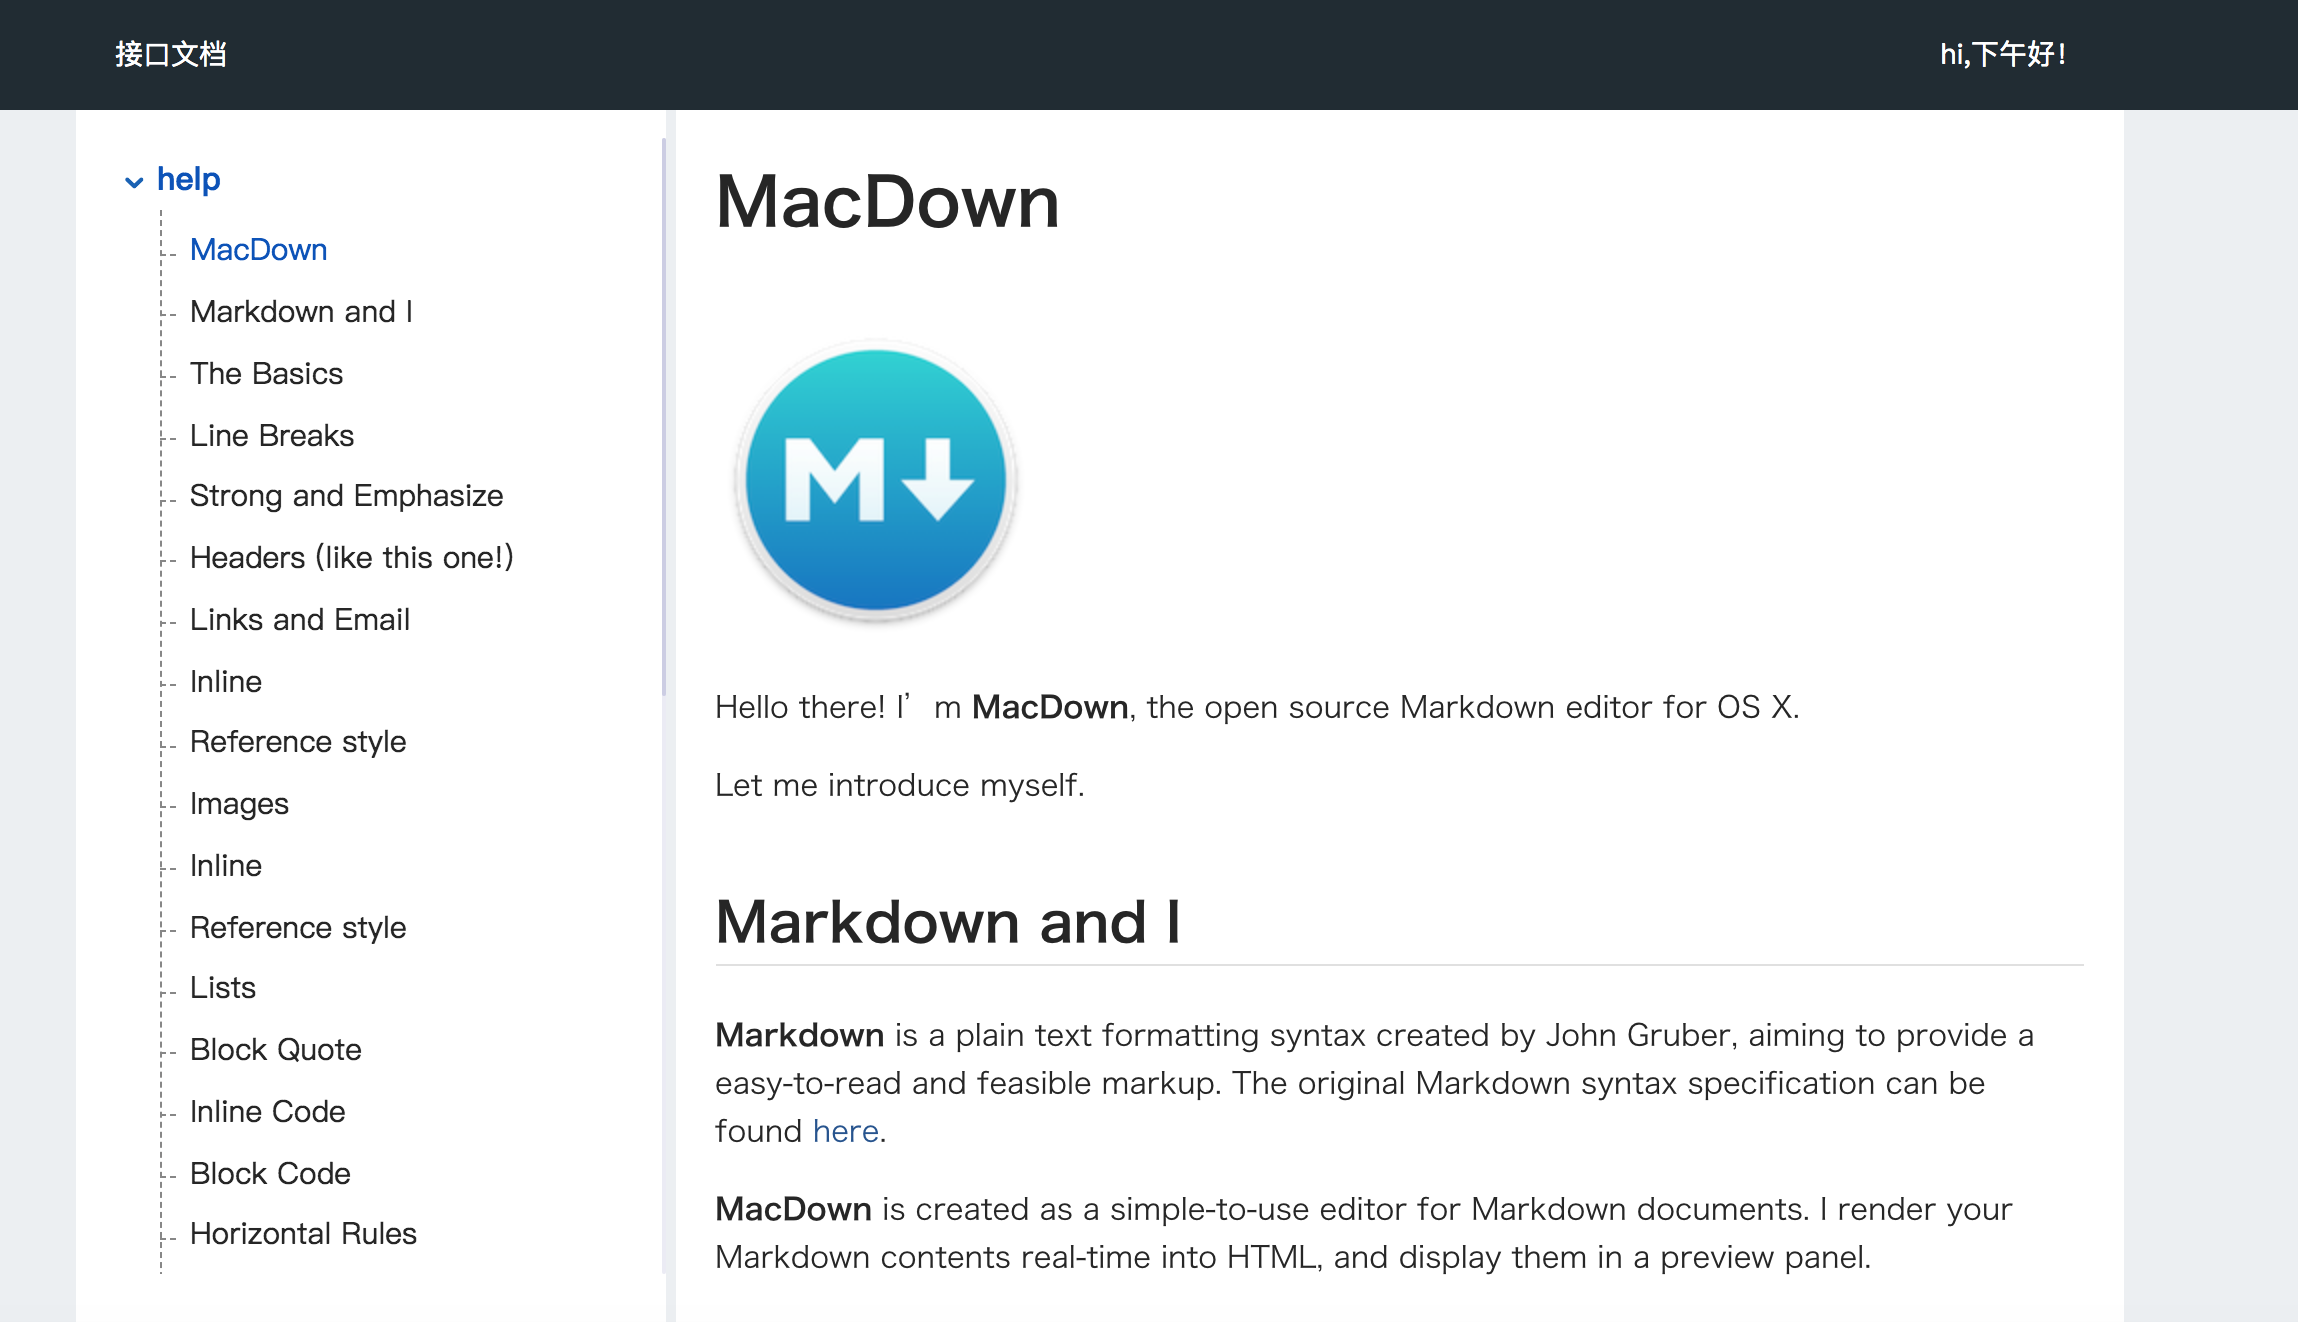 接口文档
hi,下午好！
help
MacDown
Markdown and I
The Basics
Line Breaks
Strong and Emphasize
Headers (like this one!)
Links and Email
Inline
Reference style
Images
Inline
Reference style
Lists
Block Quote
Inline Code
Block Code
Horizontal Rules
MacDown
M
Hello there! I’m MacDown, the open source Markdown editor for OS X.
Let me introduce myself.
Markdown and I
Markdown is a plain text formatting syntax created by John Gruber, aiming to provide a
easy-to-read and feasible markup. The original Markdown syntax specification can be
found here.
MacDown is created as a simple-to-use editor for Markdown documents. I render your
Markdown contents real-time into HTML, and display them in a preview panel.